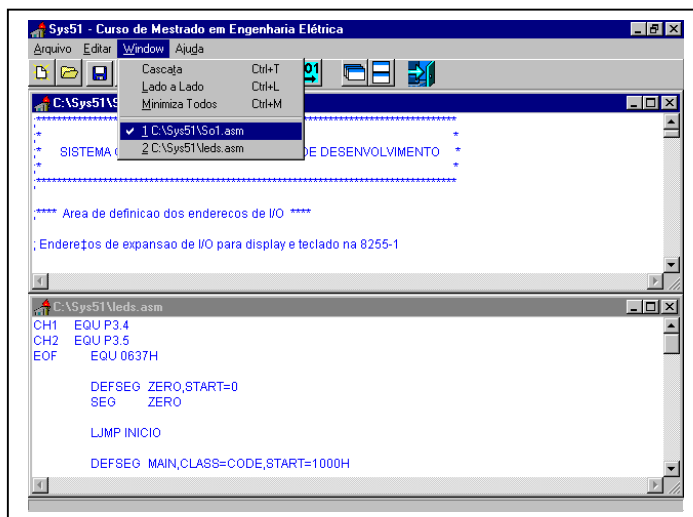 Sys51 - Curso de Mestrado em Engenharia Elétrica
Arquivo Editar Window Ajuda
Cascata Ctrl+T
Lado a Lado Ctrl+L
Minimiza Todos Ctrl+M
1 C:\Sys51\So1.asm
2 C:\Sys51\leds.asm
01
C:\Sys51\S
;************************************************************************
;* *
;* SISTEMA DE DESENVOLVIMENTO *
;* *
;************************************************************************
;**** Area de definicao dos enderecos de I/O ****
; Endere‡os de expansao de I/O para display e teclado na 8255-1
C:\Sys51\leds.asm
CH1 EQU P3.4
CH2 EQU P3.5
EOF EQU 0637H
DEFSEG ZERO,START=0
SEG ZERO
LJMP INICIO
DEFSEG MAIN,CLASS=CODE,START=1000H